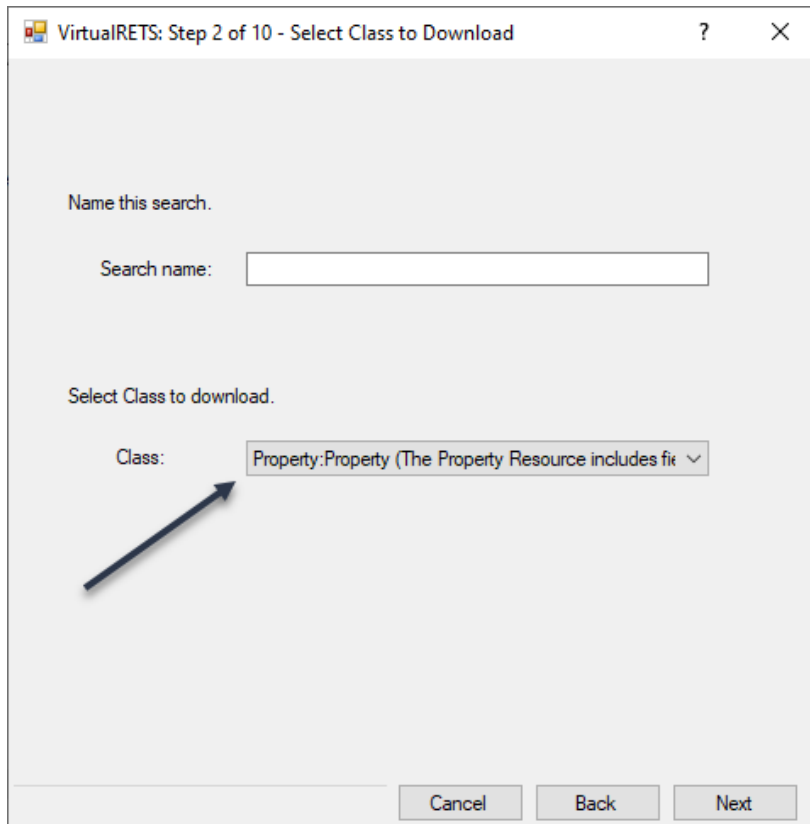 VirtualRETS: Step 2 of 10 - Select Class to Download ?
Name this search.
Search name:
Select Class to download.
Class: Property:Property (The Property Resource includes fie
Cancel Back Next